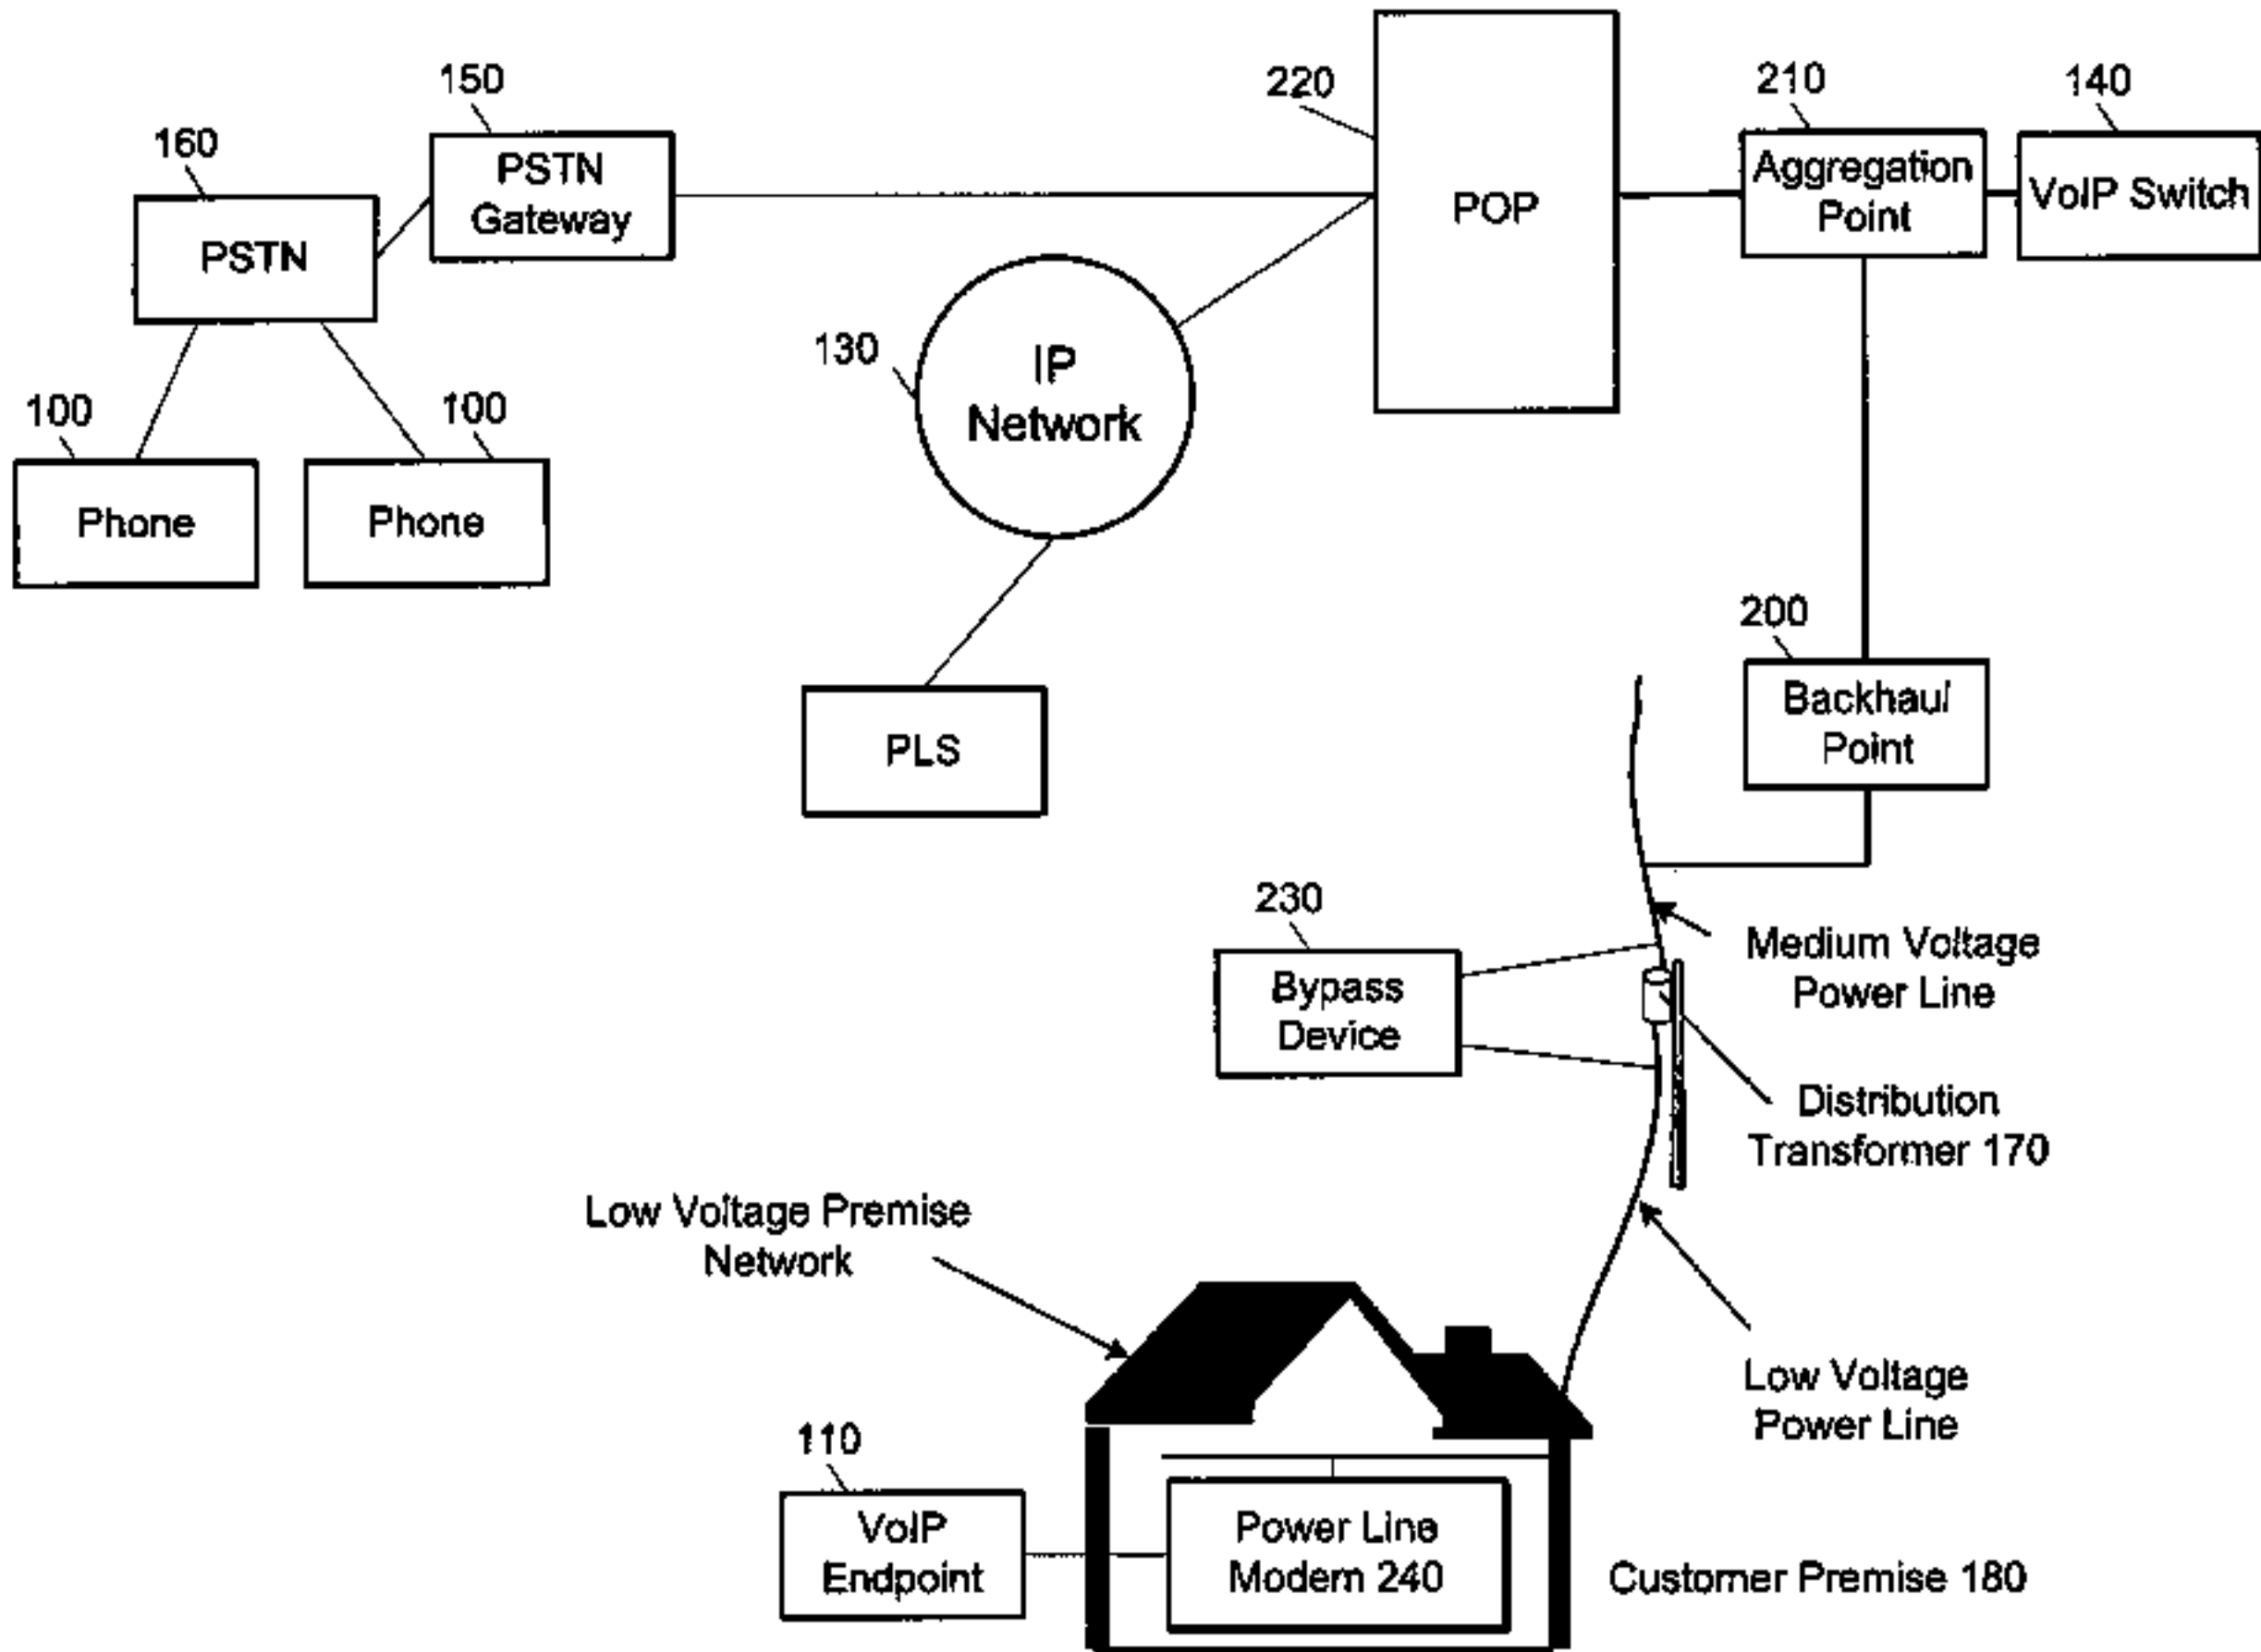 150
220
210
140
160
PSTN
Gateway
Aggregation
Point
VoIP Switch
POP
PSTN
130
IP
Network
100
100
Phone
Phone
200
Backhaul
Point
PLS
230
Bypass
Device
Medium Voltage
Power Line
Distribution
Transformer 170
Low Voltage Premise
Network
Low Voltage
Power Line
110
VoIP
Endpoint
Power Line
Modem 240
Customer Premise 180